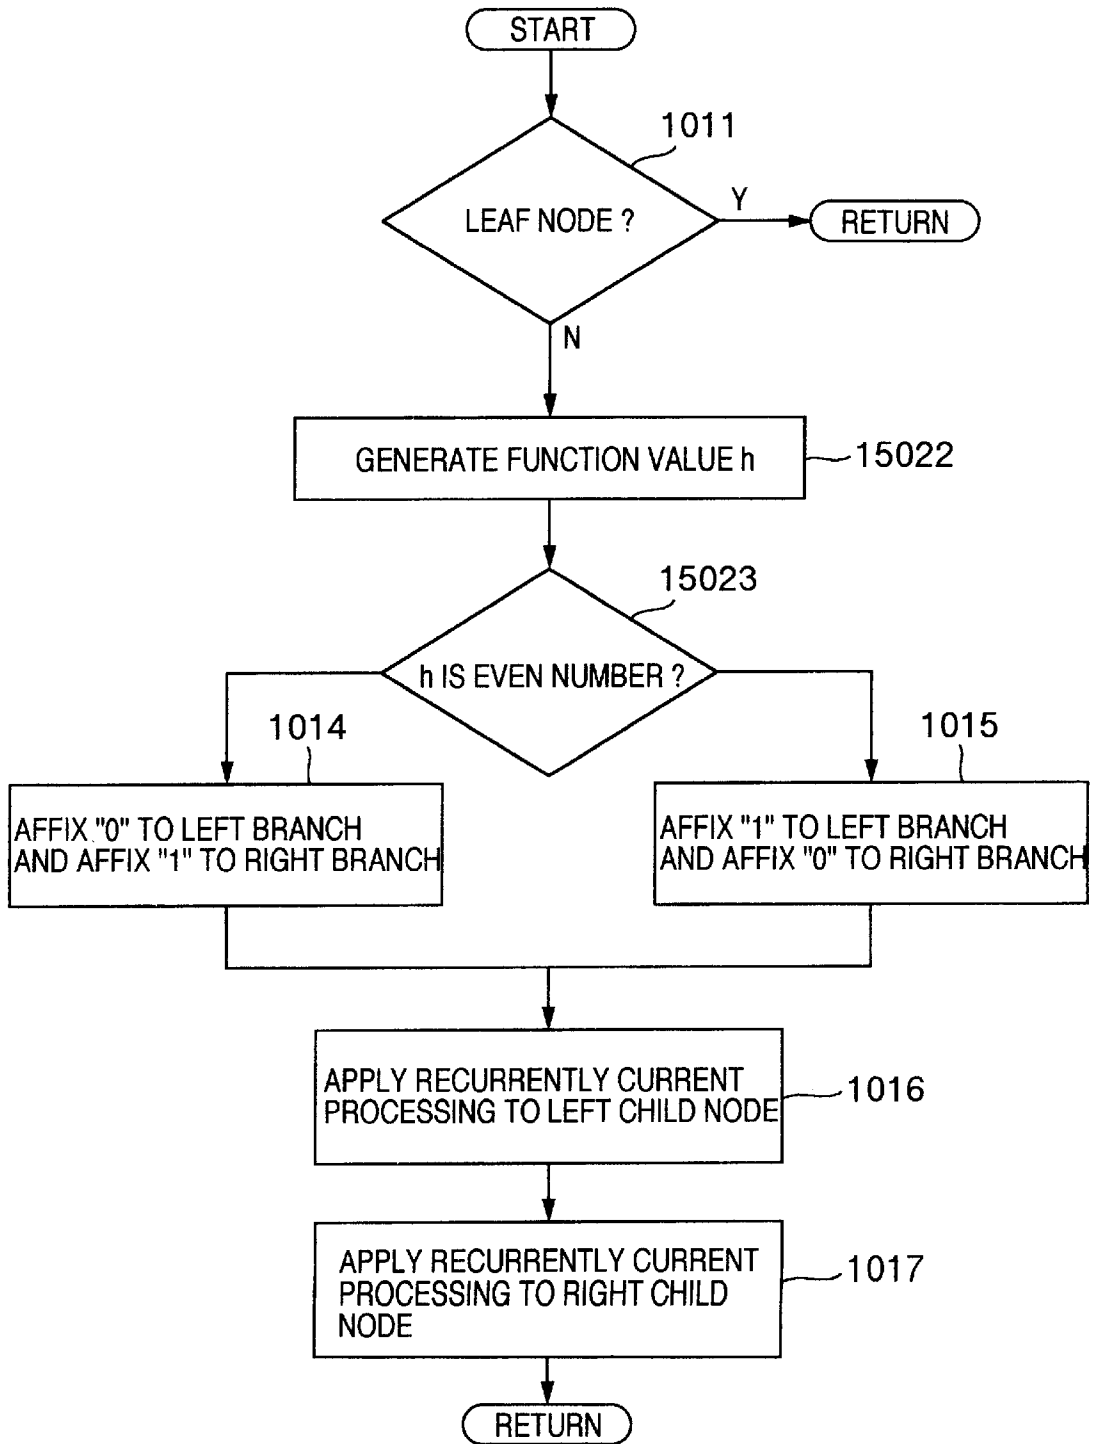 START
1011
LEAF NODE ?
Y
RETURN
N
GENERATE FUNCTION VALUE h
15022
15023
h IS EVEN NUMBER ?
1014
1015
AFFIX "0" TO LEFT BRANCH
AND AFFIX "1" TO RIGHT BRANCH
AFFIX "1" TO LEFT BRANCH
AND AFFIX "0" TO RIGHT BRANCH
APPLY RECURRENTLY CURRENT
PROCESSING TO LEFT CHILD NODE
1016
APPLY RECURRENTLY CURRENT
PROCESSING TO RIGHT CHILD
NODE
1017
RETURN